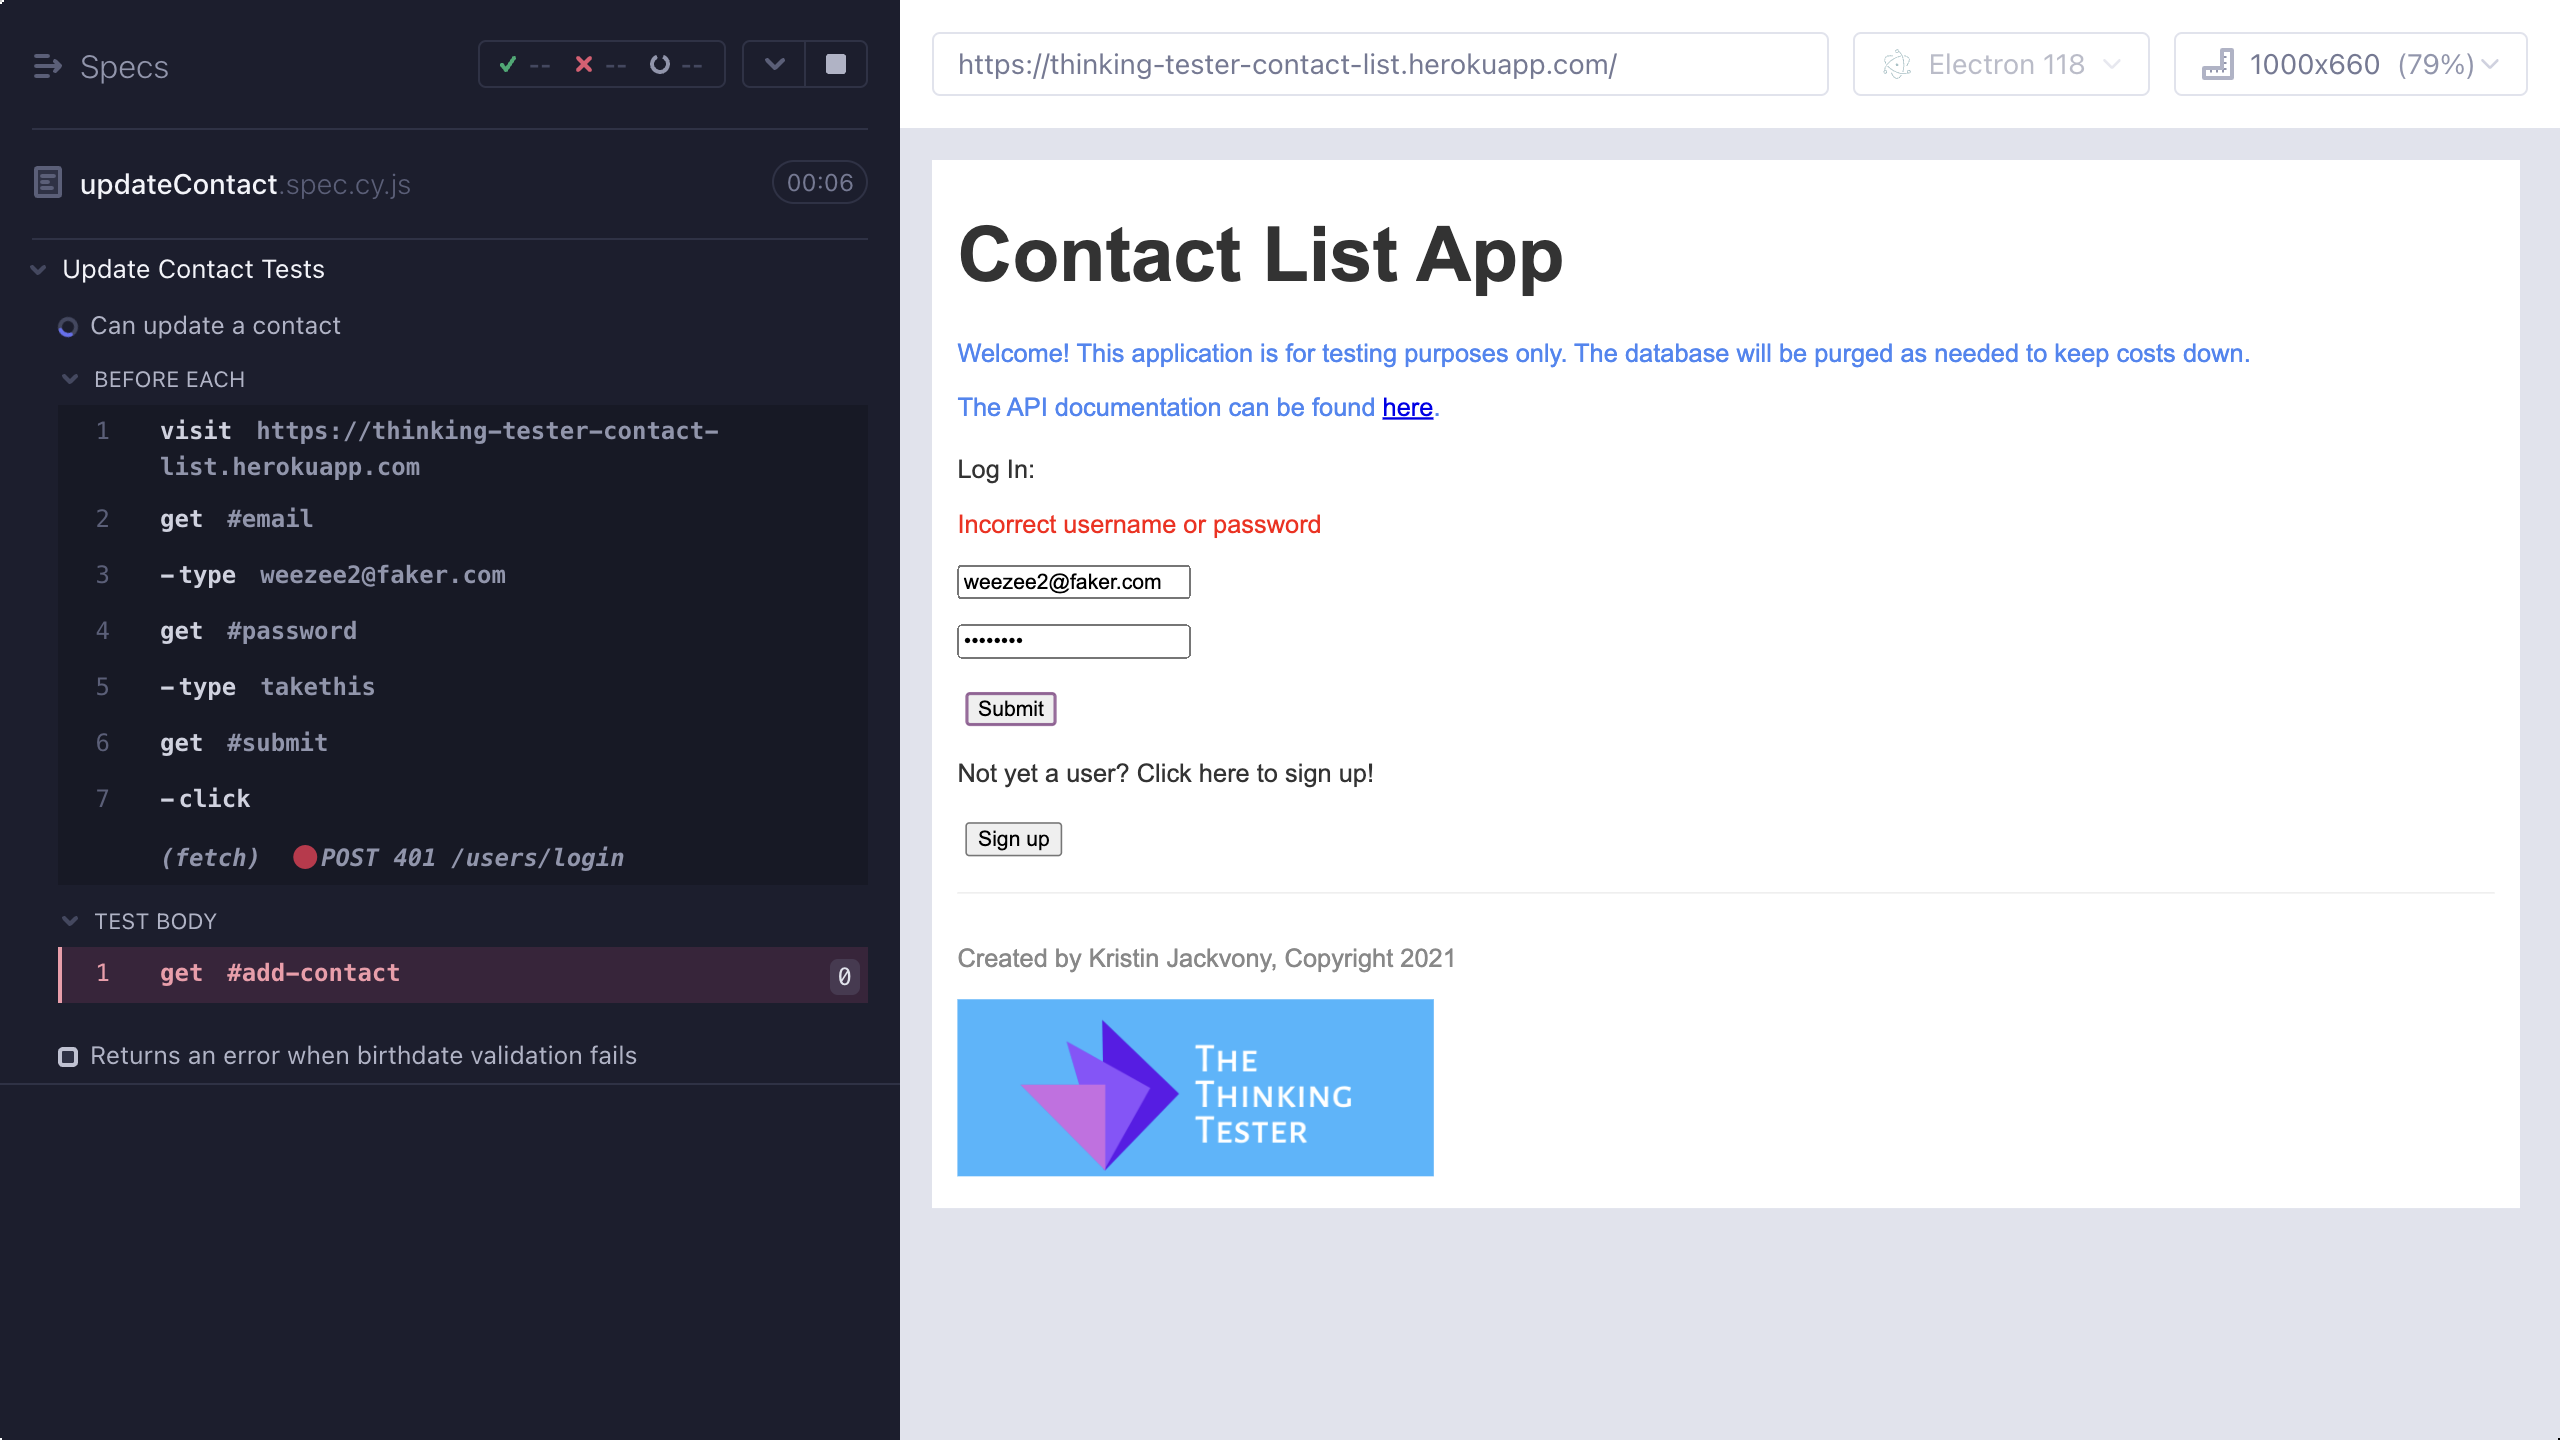 Specs
-- -- --
updateContact.spec.cy.js 00:06
Update Contact Tests
Can update a contact
BEFORE EACH
1 visit https://thinking-tester-contact-
list.herokuapp.com
2 get #email
3 -type weezee2@faker.com
4 get #password
5 -type takethis
6 get #submit
7 -click
(fetch) POST 401 /users/login
TEST BODY
1 get #add-contact 0
Returns an error when birthdate validation fails
https://thinking-tester-contact-list.herokuapp.com/ Electron 118 1000x660 (79%)
Contact List App
Welcome! This application is for testing purposes only. The database will be purged as needed to keep costs down.
The API documentation can be found here.
Log In:
Incorrect username or password
weezee2@faker.com
••••••••
Submit
Not yet a user? Click here to sign up!
Sign up
Created by Kristin Jackvony, Copyright 2021
THE
THINKING
TESTER